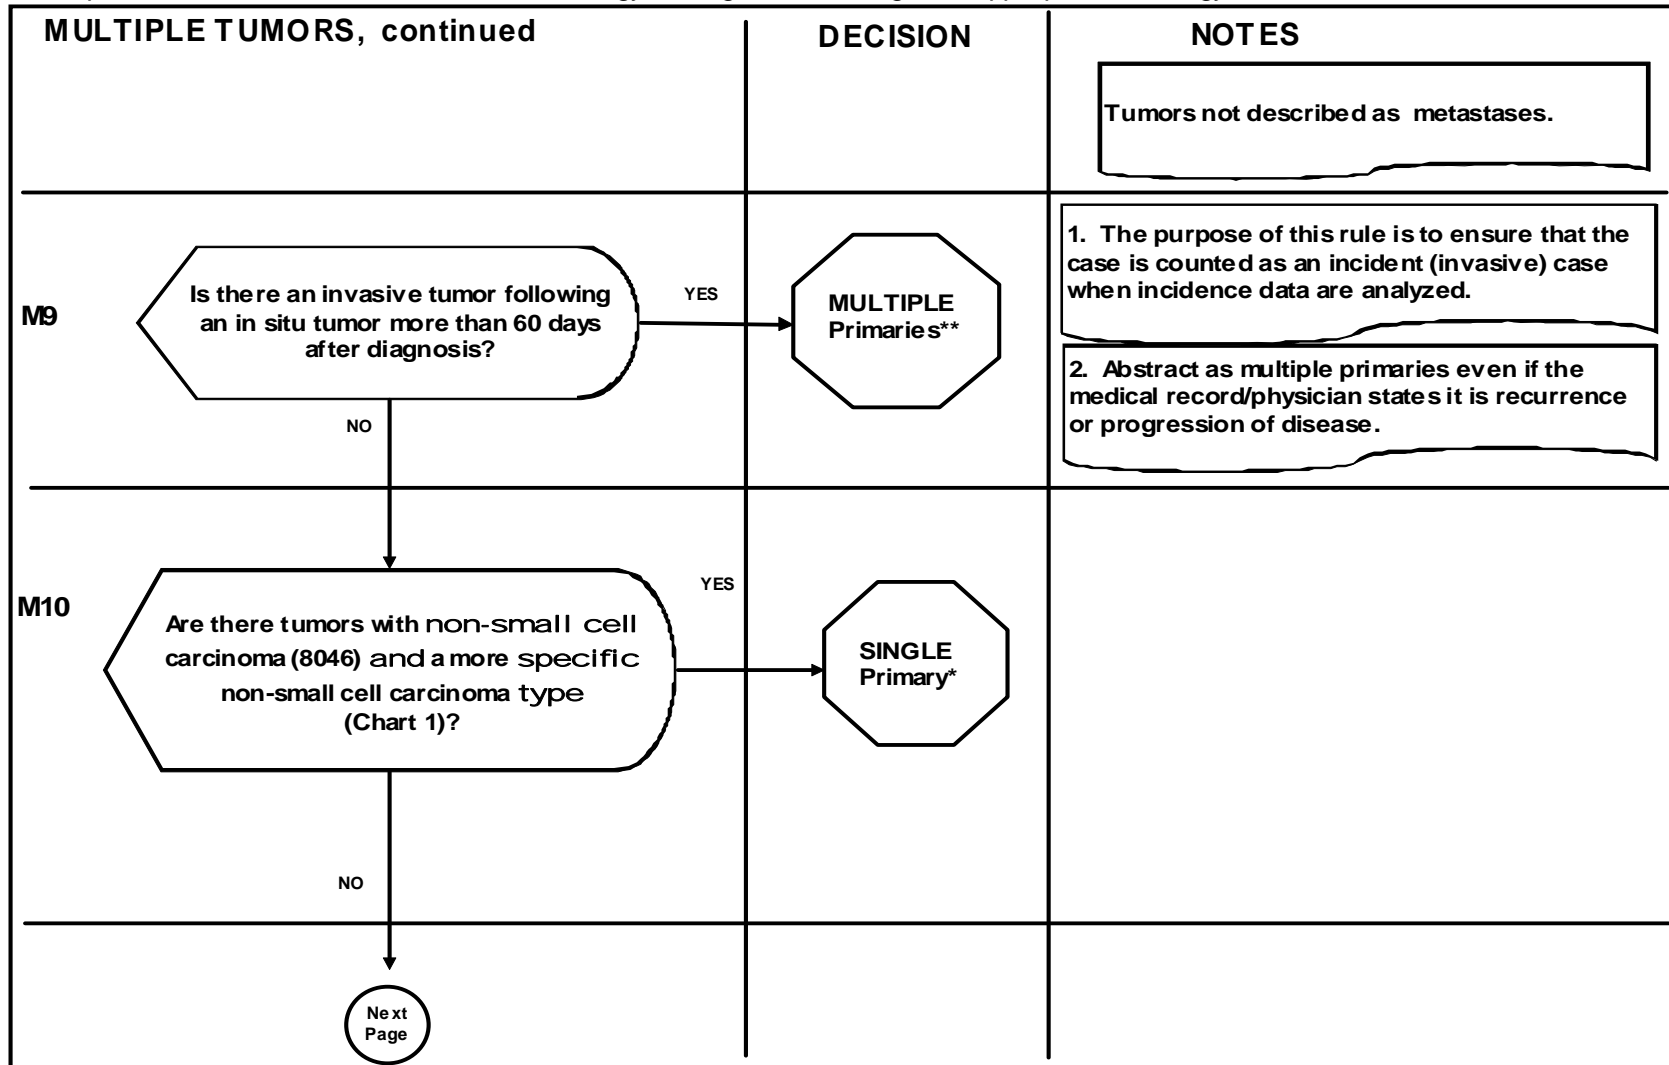 MULTIPLE TUMORS, continued
DECISION
NOTES
Tumors not described as metastases.
M9
Is there an invasive tumor following
an in situ tumor more than 60 days
after diagnosis?
YES
MULTIPLE
Primaries**
1. The purpose of this rule is to ensure that the
case is counted as an incident (invasive) case
when incidence data are analyzed.
2. Abstract as multiple primaries even if the
medical record/physician states it is recurrence
or progression of disease.
NO
M10
Are there tumors with non-small cell
carcinoma (8046) and a more specific
non-small cell carcinoma type
(Chart 1)?
YES
SINGLE
Primary*
NO
Next
Page